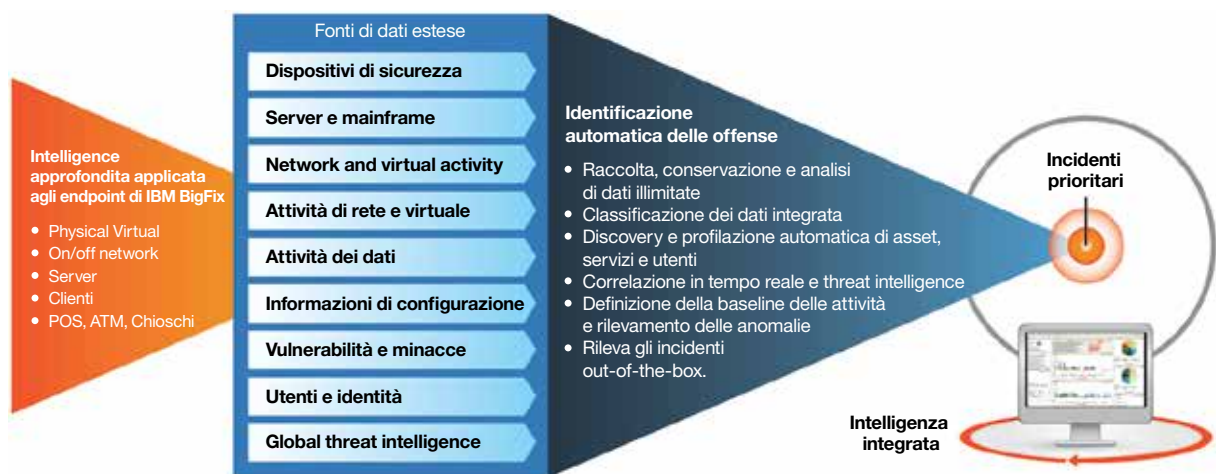 Intelligence
approfondita applicata
agli endpoint di IBM BigFix
• Physical Virtual
• On/off network
• Server
• Clienti
• POS, ATM, Chioschi
Fonti di dati estese
Dispositivi di sicurezza
Server e mainframe
Network and virtual activity
Attività di rete e virtuale
Attività dei dati
Informazioni di configurazione
Vulnerabilità e minacce
Utenti e identità
Global threat intelligence
Identificazione
automatica delle offense
• Raccolta, conservazione e analisi
di dati illimitate
• Classificazione dei dati integrata
• Discovery e profilazione automatica di asset,
servizi e utenti
• Correlazione in tempo reale e threat intelligence
• Definizione della baseline delle attività
e rilevamento delle anomalie
• Rileva gli incidenti
out-of-the-box.
Incidenti
prioritari
Intelligenza
integrata